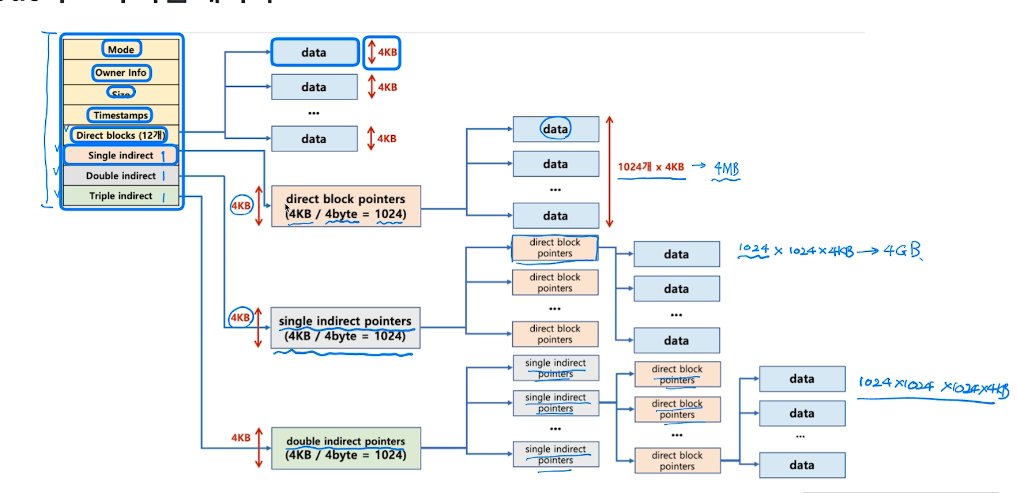 Mode
Owner Info
Size
Timestamps
Direct blocks (12개)
Single indirect 1
Double indirect 1
Triple indirect 1
data
4KB
data
4KB
...
data
4KB
4KB
direct block pointers
(4KB / 4byte = 1024)
data
data
...
data
1024개 x 4KB → 4MB
4KB
single indirect pointers
(4KB / 4byte = 1024)
direct block
pointers
direct block
pointers
...
direct block
pointers
data
data
...
data
1024 x 1024 x 4KB → 4GB
4KB
double indirect pointers
(4KB / 4byte = 1024)
single indirect
pointers
single indirect
pointers
...
single indirect
pointers
direct block
pointers
direct block
pointers
...
direct block
pointers
data
data
...
data
1024 x 1024 x 1024 x 4KB